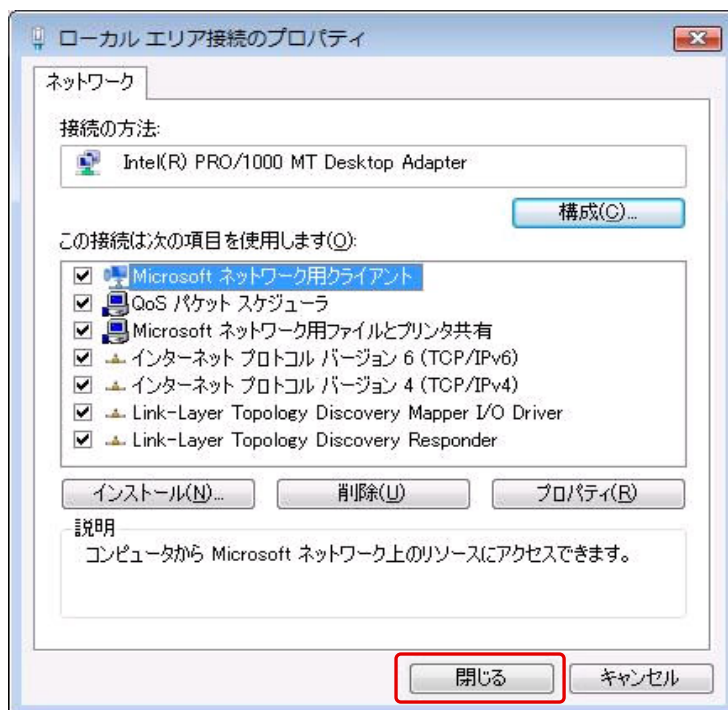 ローカル エリア接続のプロパティ
ネットワーク
接続の方法:
Intel(R) PRO/1000 MT Desktop Adapter
構成(C)...
この接続は次の項目を使用します(O):
Microsoft ネットワーク用クライアント
QoS パケット スケジューラ
Microsoft ネットワーク用ファイルとプリンタ共有
インターネット プロトコル バージョン 6 (TCP/IPv6)
インターネット プロトコル バージョン 4 (TCP/IPv4)
Link-Layer Topology Discovery Mapper I/O Driver
Link-Layer Topology Discovery Responder
インストール(N)... 削除(U) プロパティ(R)
説明
コンピュータから Microsoft ネットワーク上のリソースにアクセスできます。
閉じる キャンセル